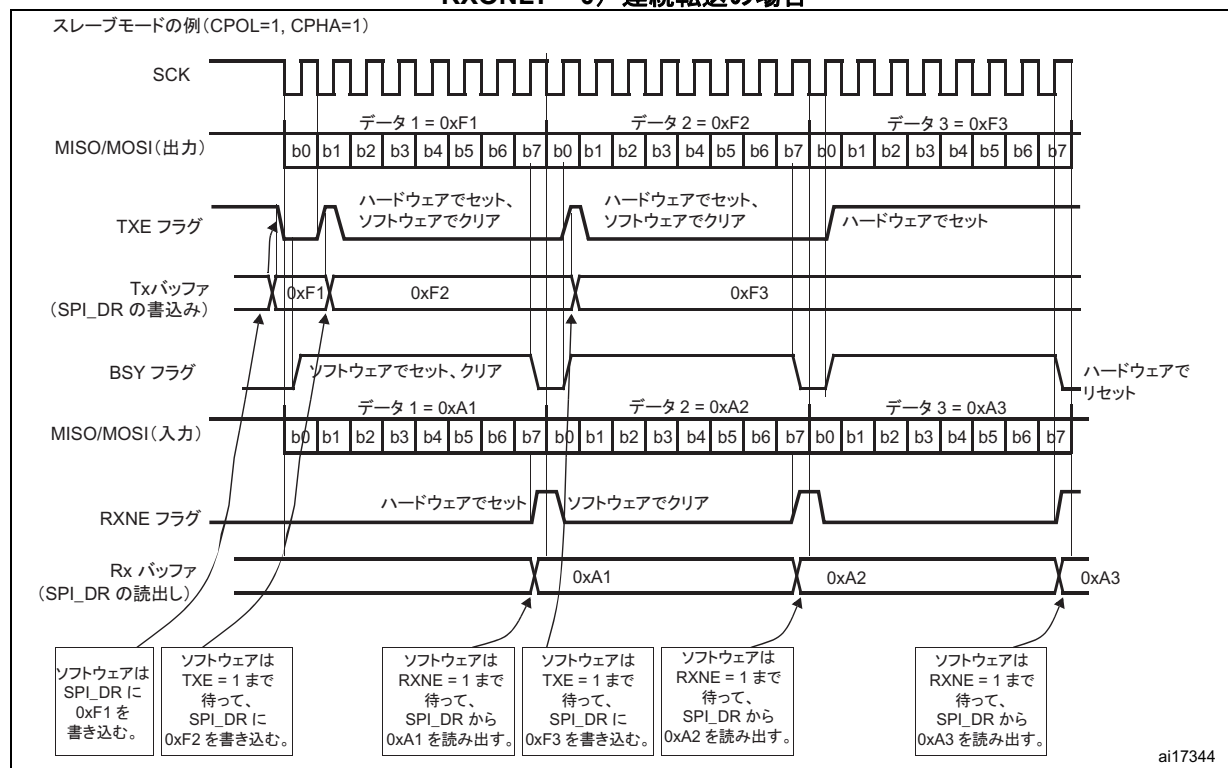 スレーブモードの例(CPOL=1, CPHA=1)
SCK
データ 1 = 0xF1
データ 2 = 0xF2
データ 3 = 0xF3
MISO/MOSI(出力)
b0 b1 b2 b3 b4 b5 b6 b7 b0 b1 b2 b3 b4 b5 b6 b7 b0 b1 b2 b3 b4 b5 b6 b7
TXE フラグ
ハードウェアでセット、
ソフトウェアでクリア
ハードウェアでセット、
ソフトウェアでクリア
ハードウェアでセット
Txバッファ
(SPI_DR の書込み)
0xF1
0xF2
0xF3
BSY フラグ
ソフトウェアでセット、クリア
ハードウェアで
リセット
データ 1 = 0xA1
データ 2 = 0xA2
データ 3 = 0xA3
MISO/MOSI(入力)
b0 b1 b2 b3 b4 b5 b6 b7 b0 b1 b2 b3 b4 b5 b6 b7 b0 b1 b2 b3 b4 b5 b6 b7
RXNE フラグ
ハードウェアでセット
ソフトウェアでクリア
Rx バッファ
(SPI_DR の読出し)
0xA1
0xA2
0xA3
ソフトウェアは
SPI_DR に
0xF1 を
書き込む。
ソフトウェアは
TXE = 1 まで
待って、
SPI_DR に
0xF2 を書き込む。
ソフトウェアは
RXNE = 1 まで
待って、
SPI_DR から
0xA1 を読み出す。
ソフトウェアは
TXE = 1 まで
待って、
SPI_DR に
0xF3 を書き込む。
ソフトウェアは
RXNE = 1 まで
待って、
SPI_DR から
0xA2 を読み出す。
ソフトウェアは
RXNE = 1 まで
待って、
SPI_DR から
0xA3 を読み出す。
ai17344